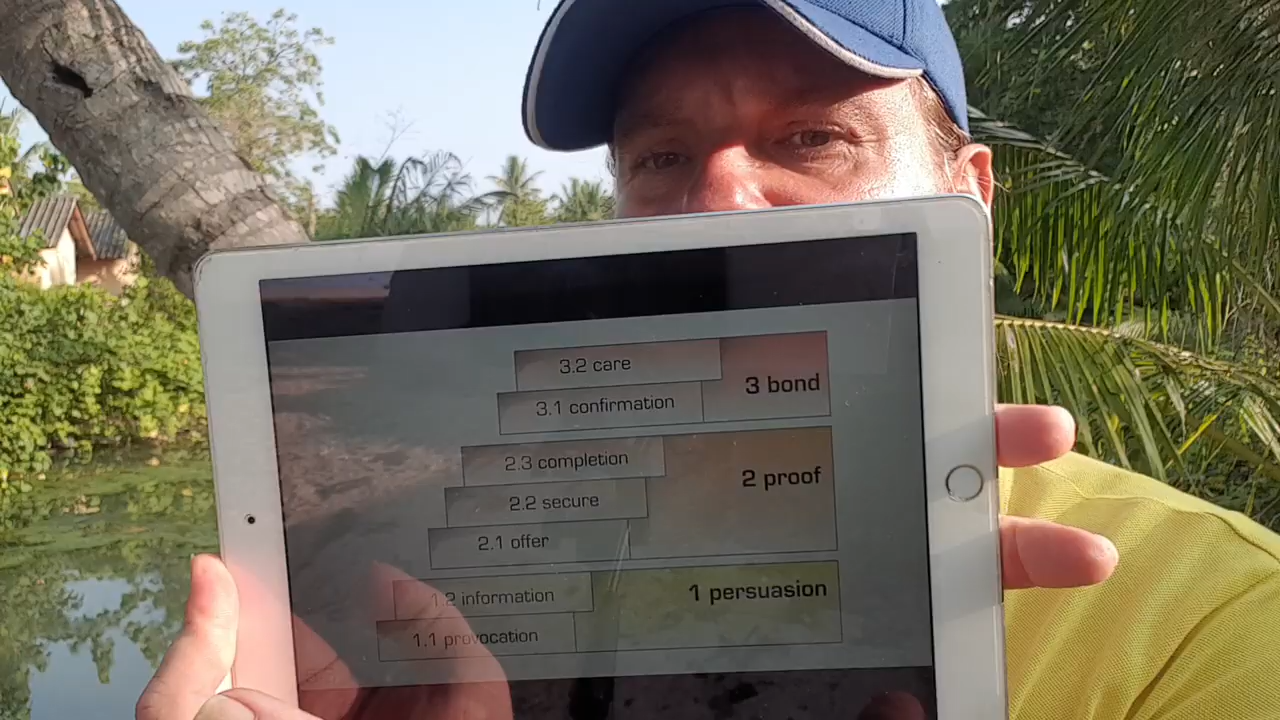 3.2 care
3 bond
3.1 confirmation
2.3 completion
2 proof
2.2 secure
2.1 offer
1.2 information
1 persuasion
1.1 provocation